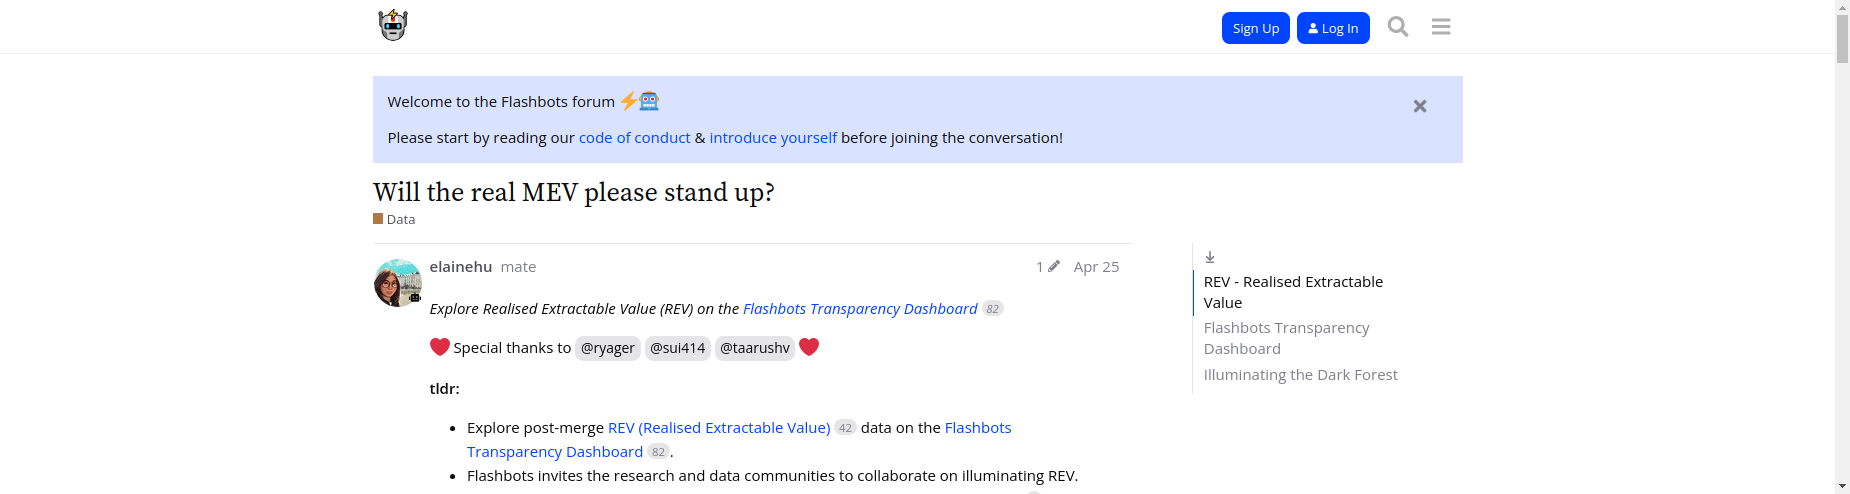 Sign Up
Log In
Welcome to the Flashbots forum
Please start by reading our code of conduct & introduce yourself before joining the conversation!
Will the real MEV please stand up?
Data
elainehu mate 1 Apr 25
Explore Realised Extractable Value (REV) on the Flashbots Transparency Dashboard 82
Special thanks to @ryager @sui414 @taarushv
tldr:
• Explore post-merge REV (Realised Extractable Value) 42 data on the Flashbots
Transparency Dashboard 82.
• Flashbots invites the research and data communities to collaborate on illuminating REV.
REV - Realised Extractable
Value
Flashbots Transparency
Dashboard
Illuminating the Dark Forest